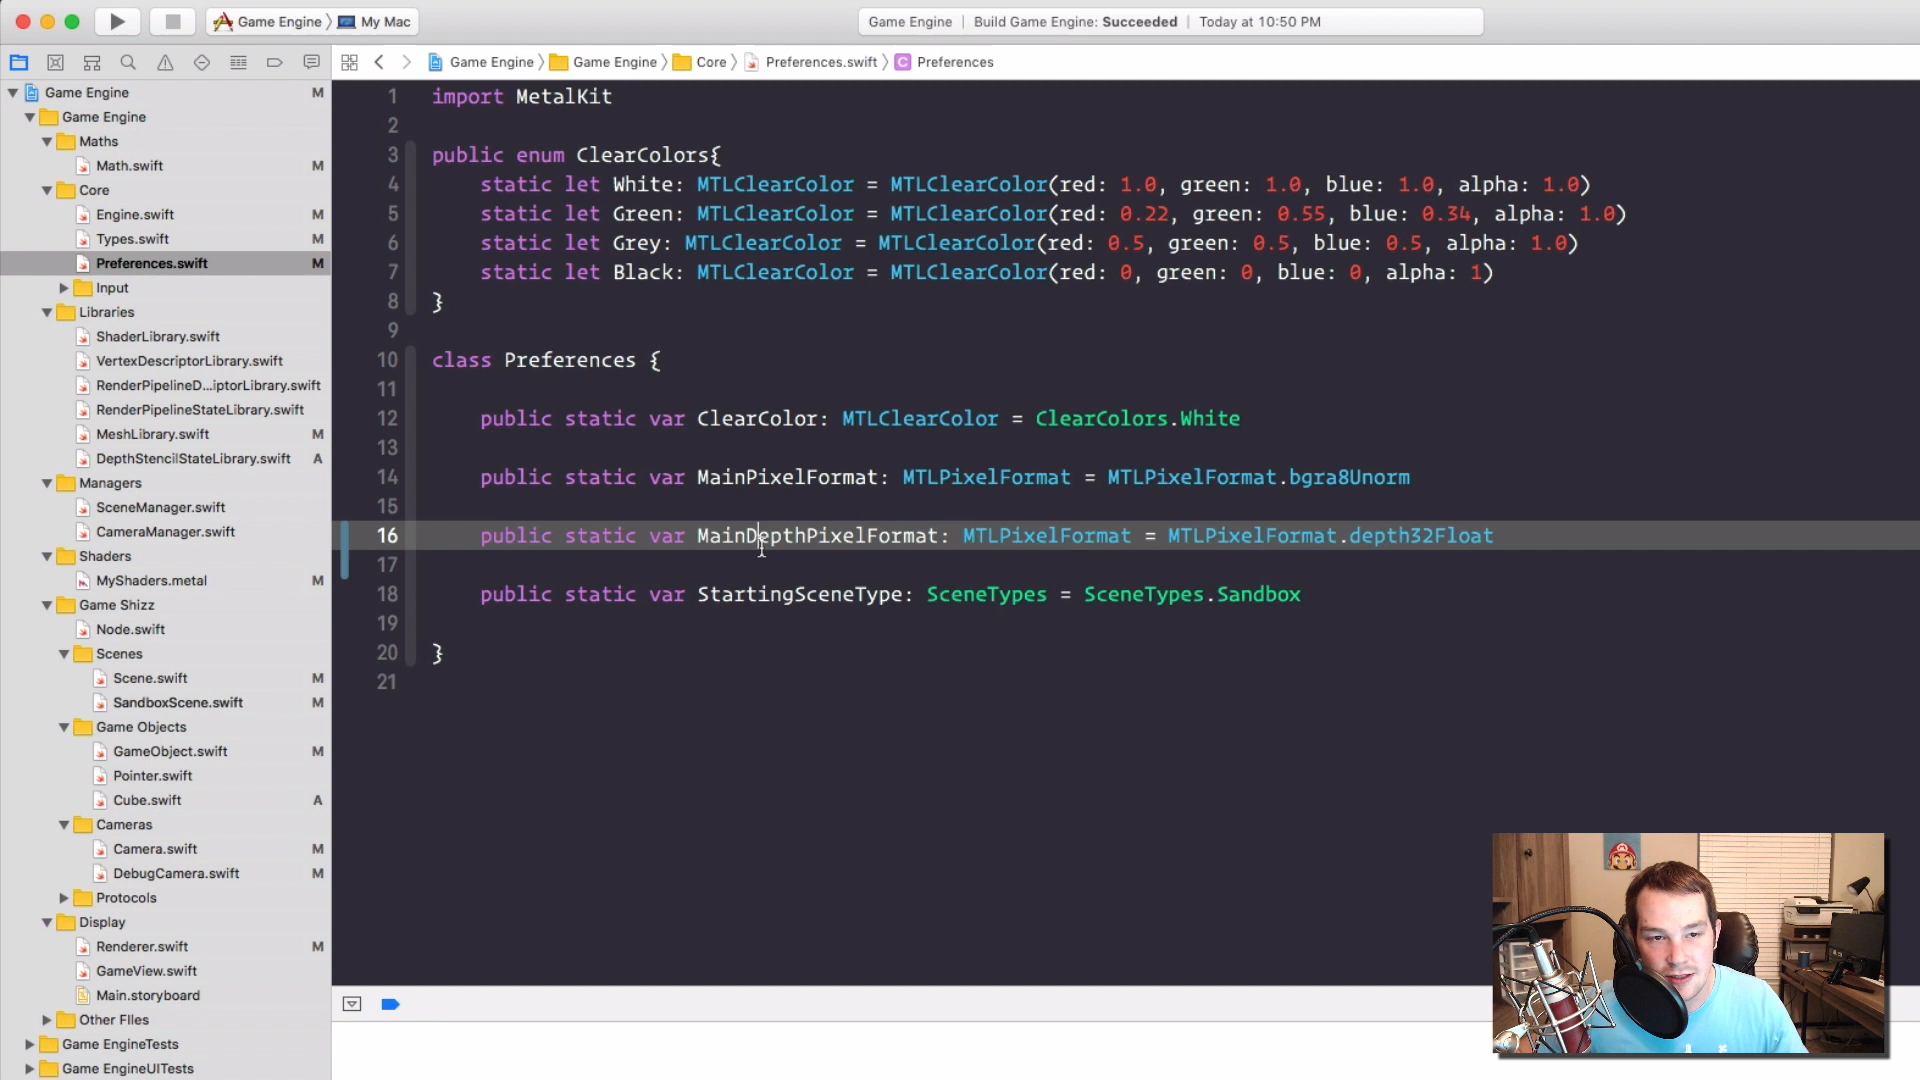 Game Engine My Mac
Game Engine | Build Game Engine: Succeeded | Today at 10:50 PM
Game Engine Game Engine Core Preferences.swift C Preferences
Game Engine M
Game Engine
Maths
Math.swift M
Core
Engine.swift M
Types.swift M
Preferences.swift M
Input
Libraries
ShaderLibrary.swift
VertexDescriptorLibrary.swift
RenderPipelineD...iptorLibrary.swift
RenderPipelineStateLibrary.swift
MeshLibrary.swift M
DepthStencilStateLibrary.swift A
Managers
SceneManager.swift
CameraManager.swift
Shaders
MyShaders.metal M
Game Shizz
Node.swift
Scenes
Scene.swift M
SandboxScene.swift M
Game Objects
GameObject.swift M
Pointer.swift
Cube.swift A
Cameras
Camera.swift M
DebugCamera.swift M
Protocols
Display
Renderer.swift M
GameView.swift
Main.storyboard
Other FIles
Game EngineTests
Game EngineUITests
1 import MetalKit
2
3 public enum ClearColors{
4 static let White: MTLClearColor = MTLClearColor(red: 1.0, green: 1.0, blue: 1.0, alpha: 1.0)
5 static let Green: MTLClearColor = MTLClearColor(red: 0.22, green: 0.55, blue: 0.34, alpha: 1.0)
6 static let Grey: MTLClearColor = MTLClearColor(red: 0.5, green: 0.5, blue: 0.5, alpha: 1.0)
7 static let Black: MTLClearColor = MTLClearColor(red: 0, green: 0, blue: 0, alpha: 1)
8 }
9
10 class Preferences {
11
12 public static var ClearColor: MTLClearColor = ClearColors.White
13
14 public static var MainPixelFormat: MTLPixelFormat = MTLPixelFormat.bgra8Unorm
15
16 public static var MainDepthPixelFormat: MTLPixelFormat = MTLPixelFormat.depth32Float
17
18 public static var StartingSceneType: SceneTypes = SceneTypes.Sandbox
19
20 }
21